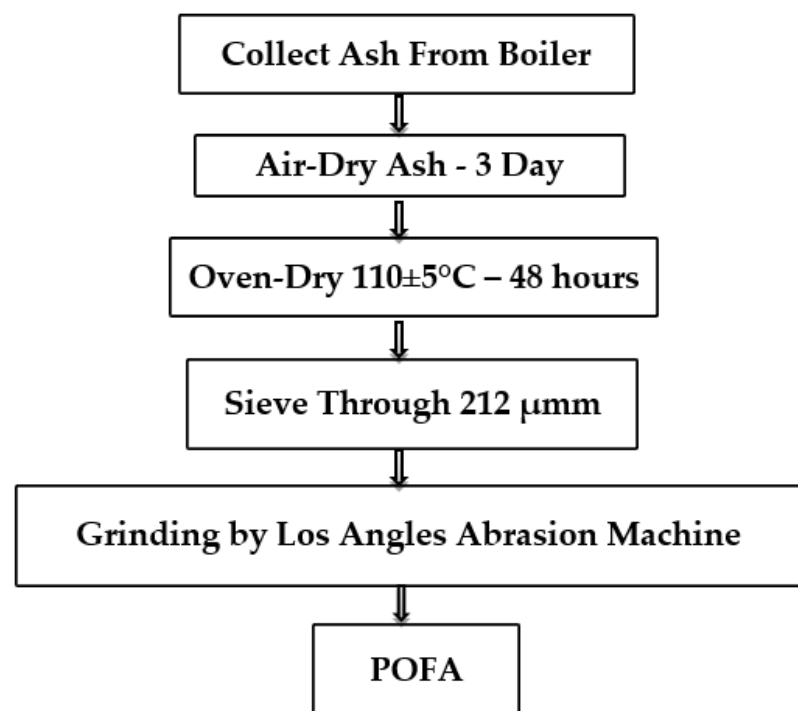 Collect Ash From Boiler
Air-Dry Ash - 3 Day
Oven-Dry 110±5°C – 48 hours
Sieve Through 212 μmm
Grinding by Los Angles Abrasion Machine
POFA